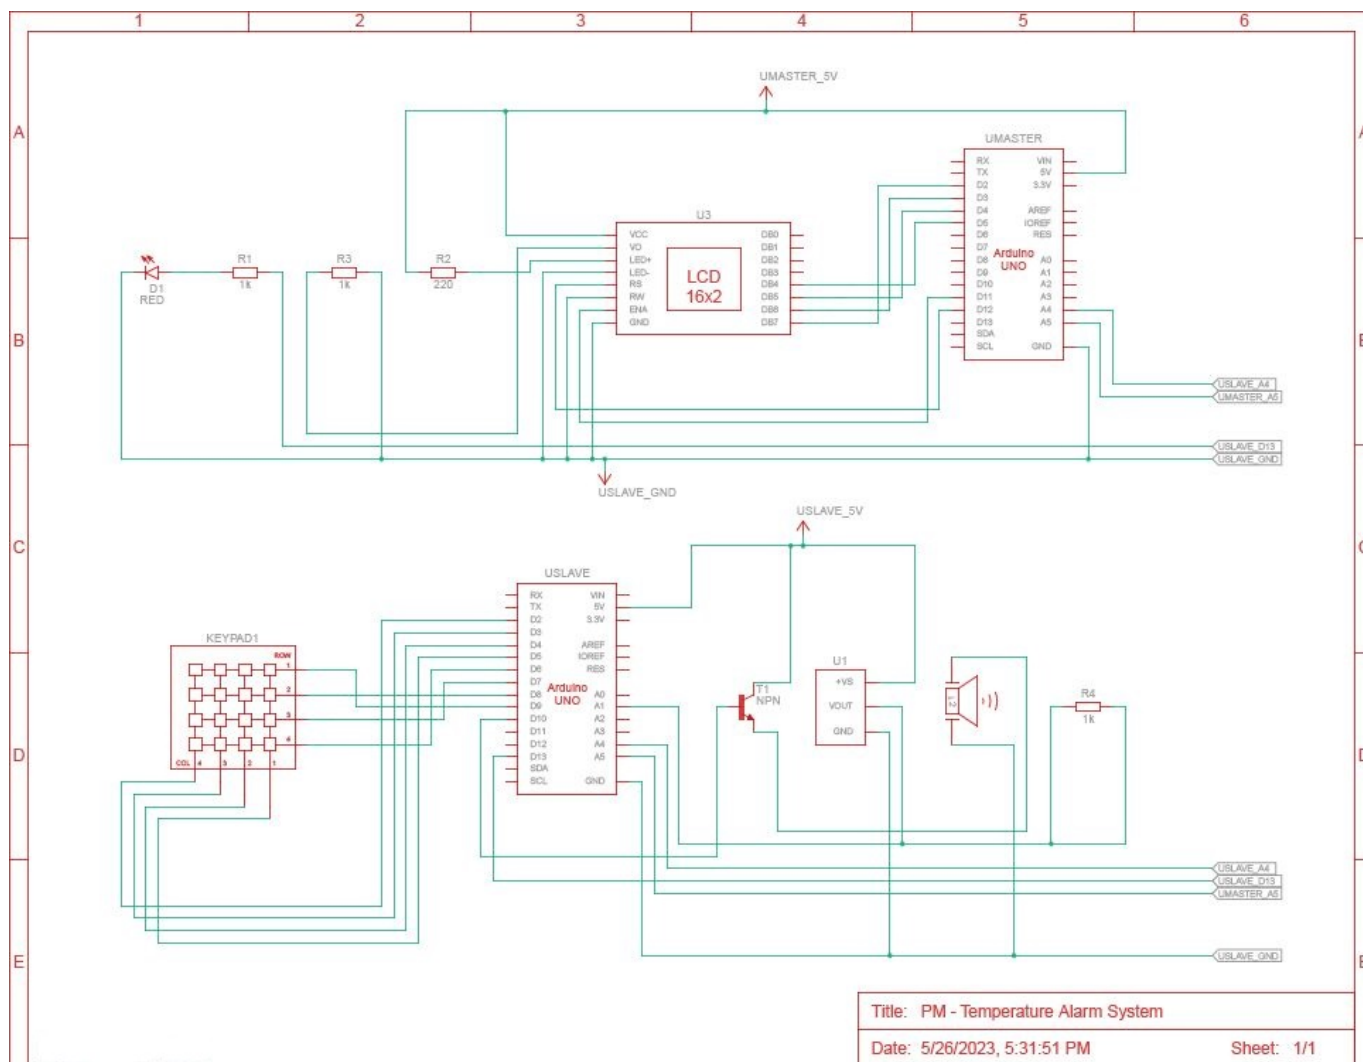 1 2 3 4 5 6
A
UMASTER_5V
UMASTER
RX VIN
TX 5V
D2 3.3V
D3
D4 AREF
D5 IOREF
D6 RES
D7
D8 A0
D9 A1
D10 A2
D11 A3
D12 A4
D13 A5
SDA
SCL GND
Arduino
UNO
U3
VCC DB0
VO DB1
LED+ DB2
LED- DB3
RS DB4
RW DB5
ENA DB6
GND DB7
LCD
16x2
D1
RED
R1
1k
R3
1k
R2
220
B
USLAVE_A4
UMASTER_A5
USLAVE_D13
USLAVE_GND
USLAVE_GND
C
USLAVE_5V
USLAVE
RX VIN
TX 5V
D2 3.3V
D3
D4 AREF
D5 IOREF
D6 RES
D7
D8 A0
D9 A1
D10 A2
D11 A3
D12 A4
D13 A5
SDA
SCL GND
Arduino
UNO
KEYPAD1
ROW
1
2
3
4
COL 4 3 2 1
T1
NPN
U1
+VS
VOUT
GND
R4
1k
D
USLAVE_A4
USLAVE_D13
UMASTER_A5
USLAVE_GND
E
Title: PM - Temperature Alarm System
Date: 5/26/2023, 5:31:51 PM Sheet: 1/1